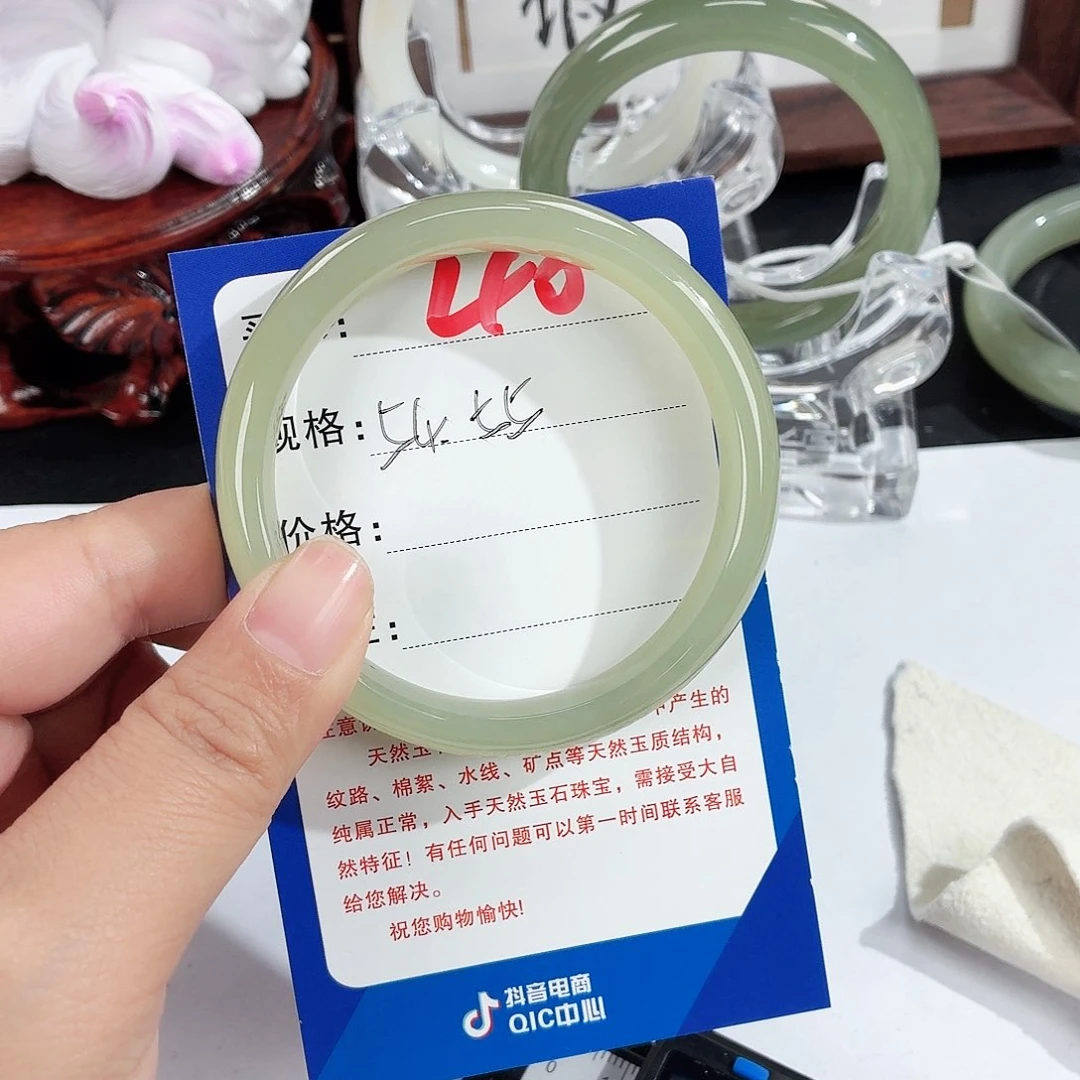 L40
规格：54.55
价格：
天然玉
纹路、棉絮、水线、矿点等天然玉质结构，
纯属正常，入手天然玉石珠宝，需接受大自
然特征！有任何问题可以第一时间联系客服
给您解决。
祝您购物愉快!
抖音电商
QIC中心